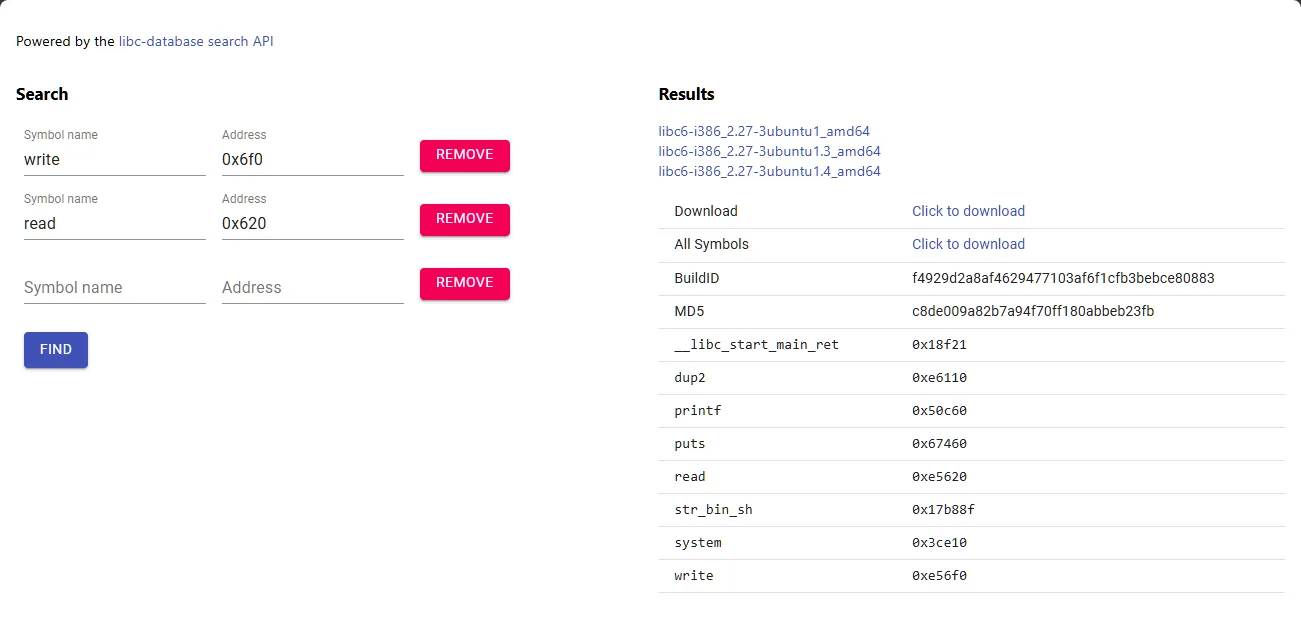 Powered by the libc-database search API
Search
Symbol name Address
write 0x6f0 REMOVE
Symbol name Address
read 0x620 REMOVE
Symbol name Address REMOVE
FIND
Results
libc6-i386_2.27-3ubuntu1_amd64
libc6-i386_2.27-3ubuntu1.3_amd64
libc6-i386_2.27-3ubuntu1.4_amd64
Download Click to download
All Symbols Click to download
BuildID f4929d2a8af4629477103af6f1cfb3bebce80883
MD5 c8de009a82b7a94f70ff180abbeb23fb
__libc_start_main_ret 0x18f21
dup2 0xe6110
printf 0x50c60
puts 0x67460
read 0xe5620
str_bin_sh 0x17b88f
system 0x3ce10
write 0xe56f0